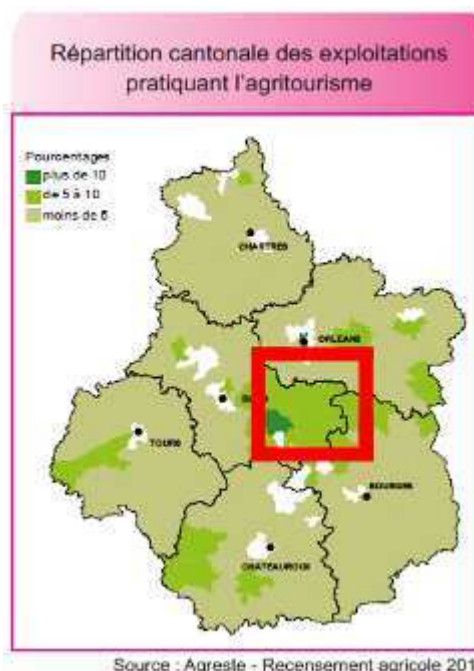 Répartition cantonale des exploitations
pratiquant l'agritourisme
Pourcentages
plus de 10
de 5 à 10
moins de 5
CHARTRES
ORLEANS
TOURS
BOURGES
CHATEAUROUX
Source : Agreste - Recensement agricole 201